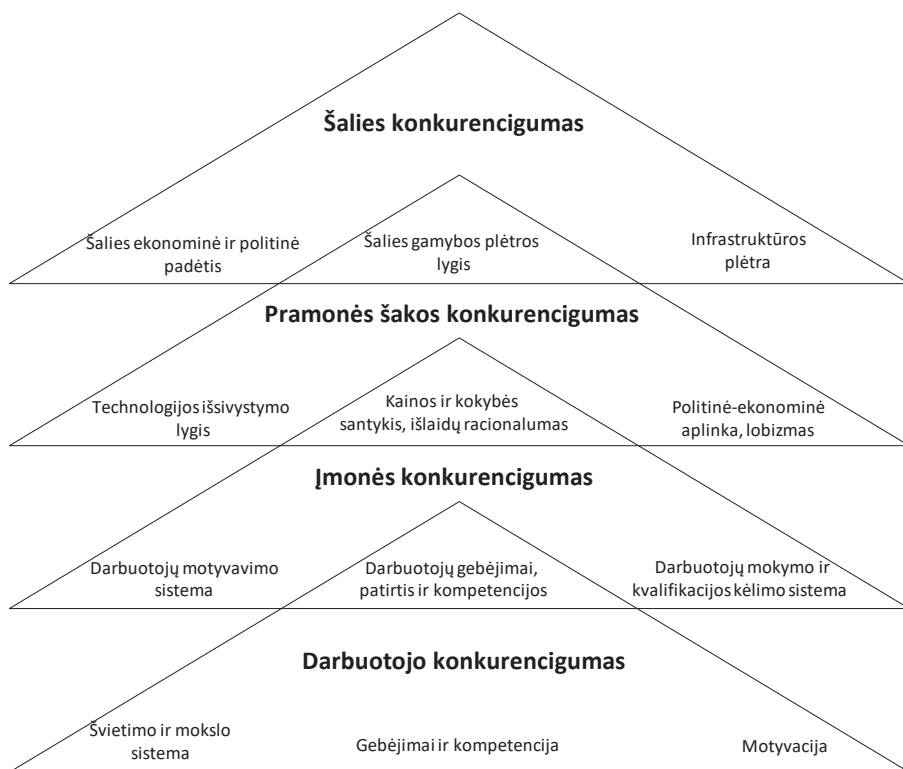 Šalies konkurencigumas
Šalies ekonominė ir politinė
padėtis
Šalies gamybos plėtros
lygis
Infrastruktūros
plėtra
Pramonės šakos konkurencigumas
Technologijos išsivystymo
lygis
Kainos ir kokybės
santykis, išlaidų racionalumas
Politinė-ekonominė
aplinka, lobizmas
Įmonės konkurencigumas
Darbuotojų motyvavimo
sistema
Darbuotojų gebėjimai,
patirtis ir kompetencijos
Darbuotojų mokymo ir
kvalifikacijos kėlimo sistema
Darbuotojo konkurencigumas
Švietimo ir mokslo
sistema
Gebėjimai ir kompetencija
Motyvacija